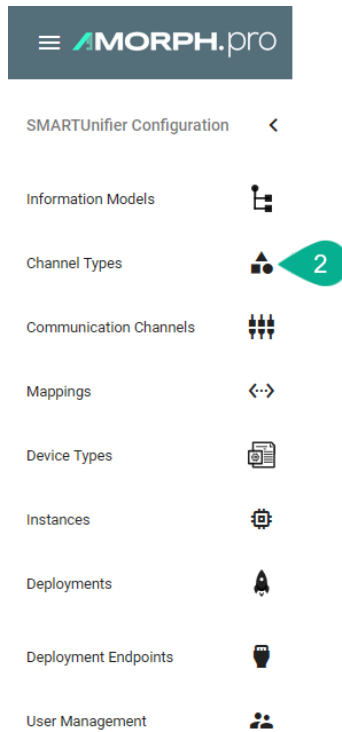 AMORPH.pro
SMARTUnifier Configuration
Information Models
Channel Types
2
Communication Channels
Mappings
Device Types
Instances
Deployments
Deployment Endpoints
User Management